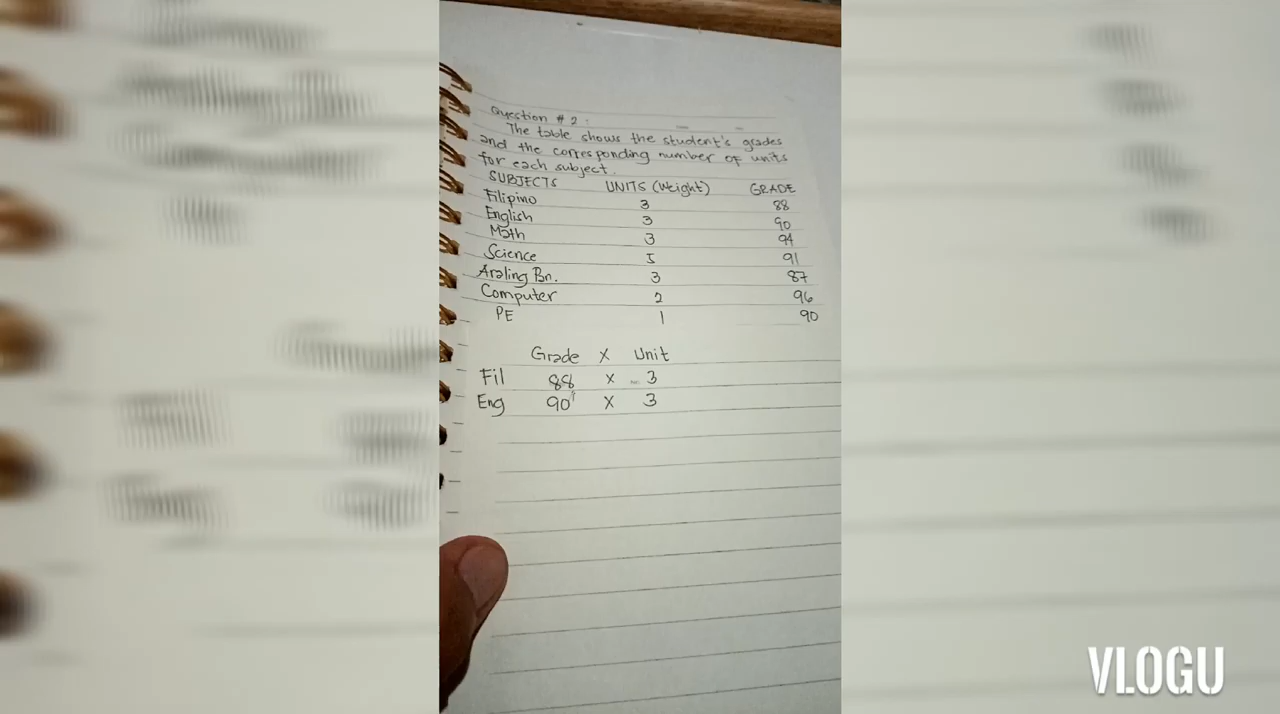 Question # 2 :
The table shows the student's grades
and the corresponding number of units
for each subject.
SUBJECTS UNITS (Weight) GRADE
Filipino 3 88
English 3 90
Math 3 94
Science 5 91
Araling Pn. 3 87
Computer 2 96
PE 1 90
Grade X Unit
Fil 88 X 3
Eng 90 X 3
VLOGU